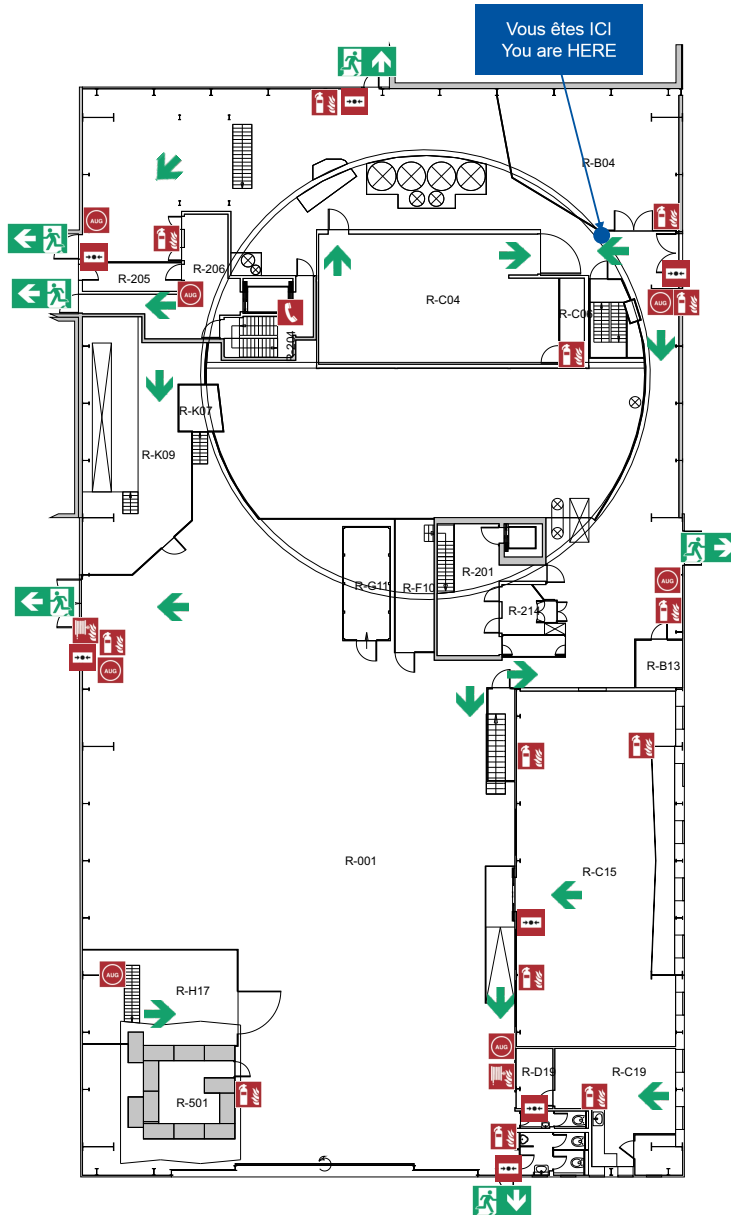 Vous êtes ICI
You are HERE
R-B04
AUG
R-206
R-205
AUG
R-C04
R-C06
AUG
R-204
R-K07
R-K09
R-G11
R-F10
R-201
AUG
R-214
R-B13
AUG
R-001
R-C15
AUG
R-H17
AUG
R-D19
R-C19
R-501